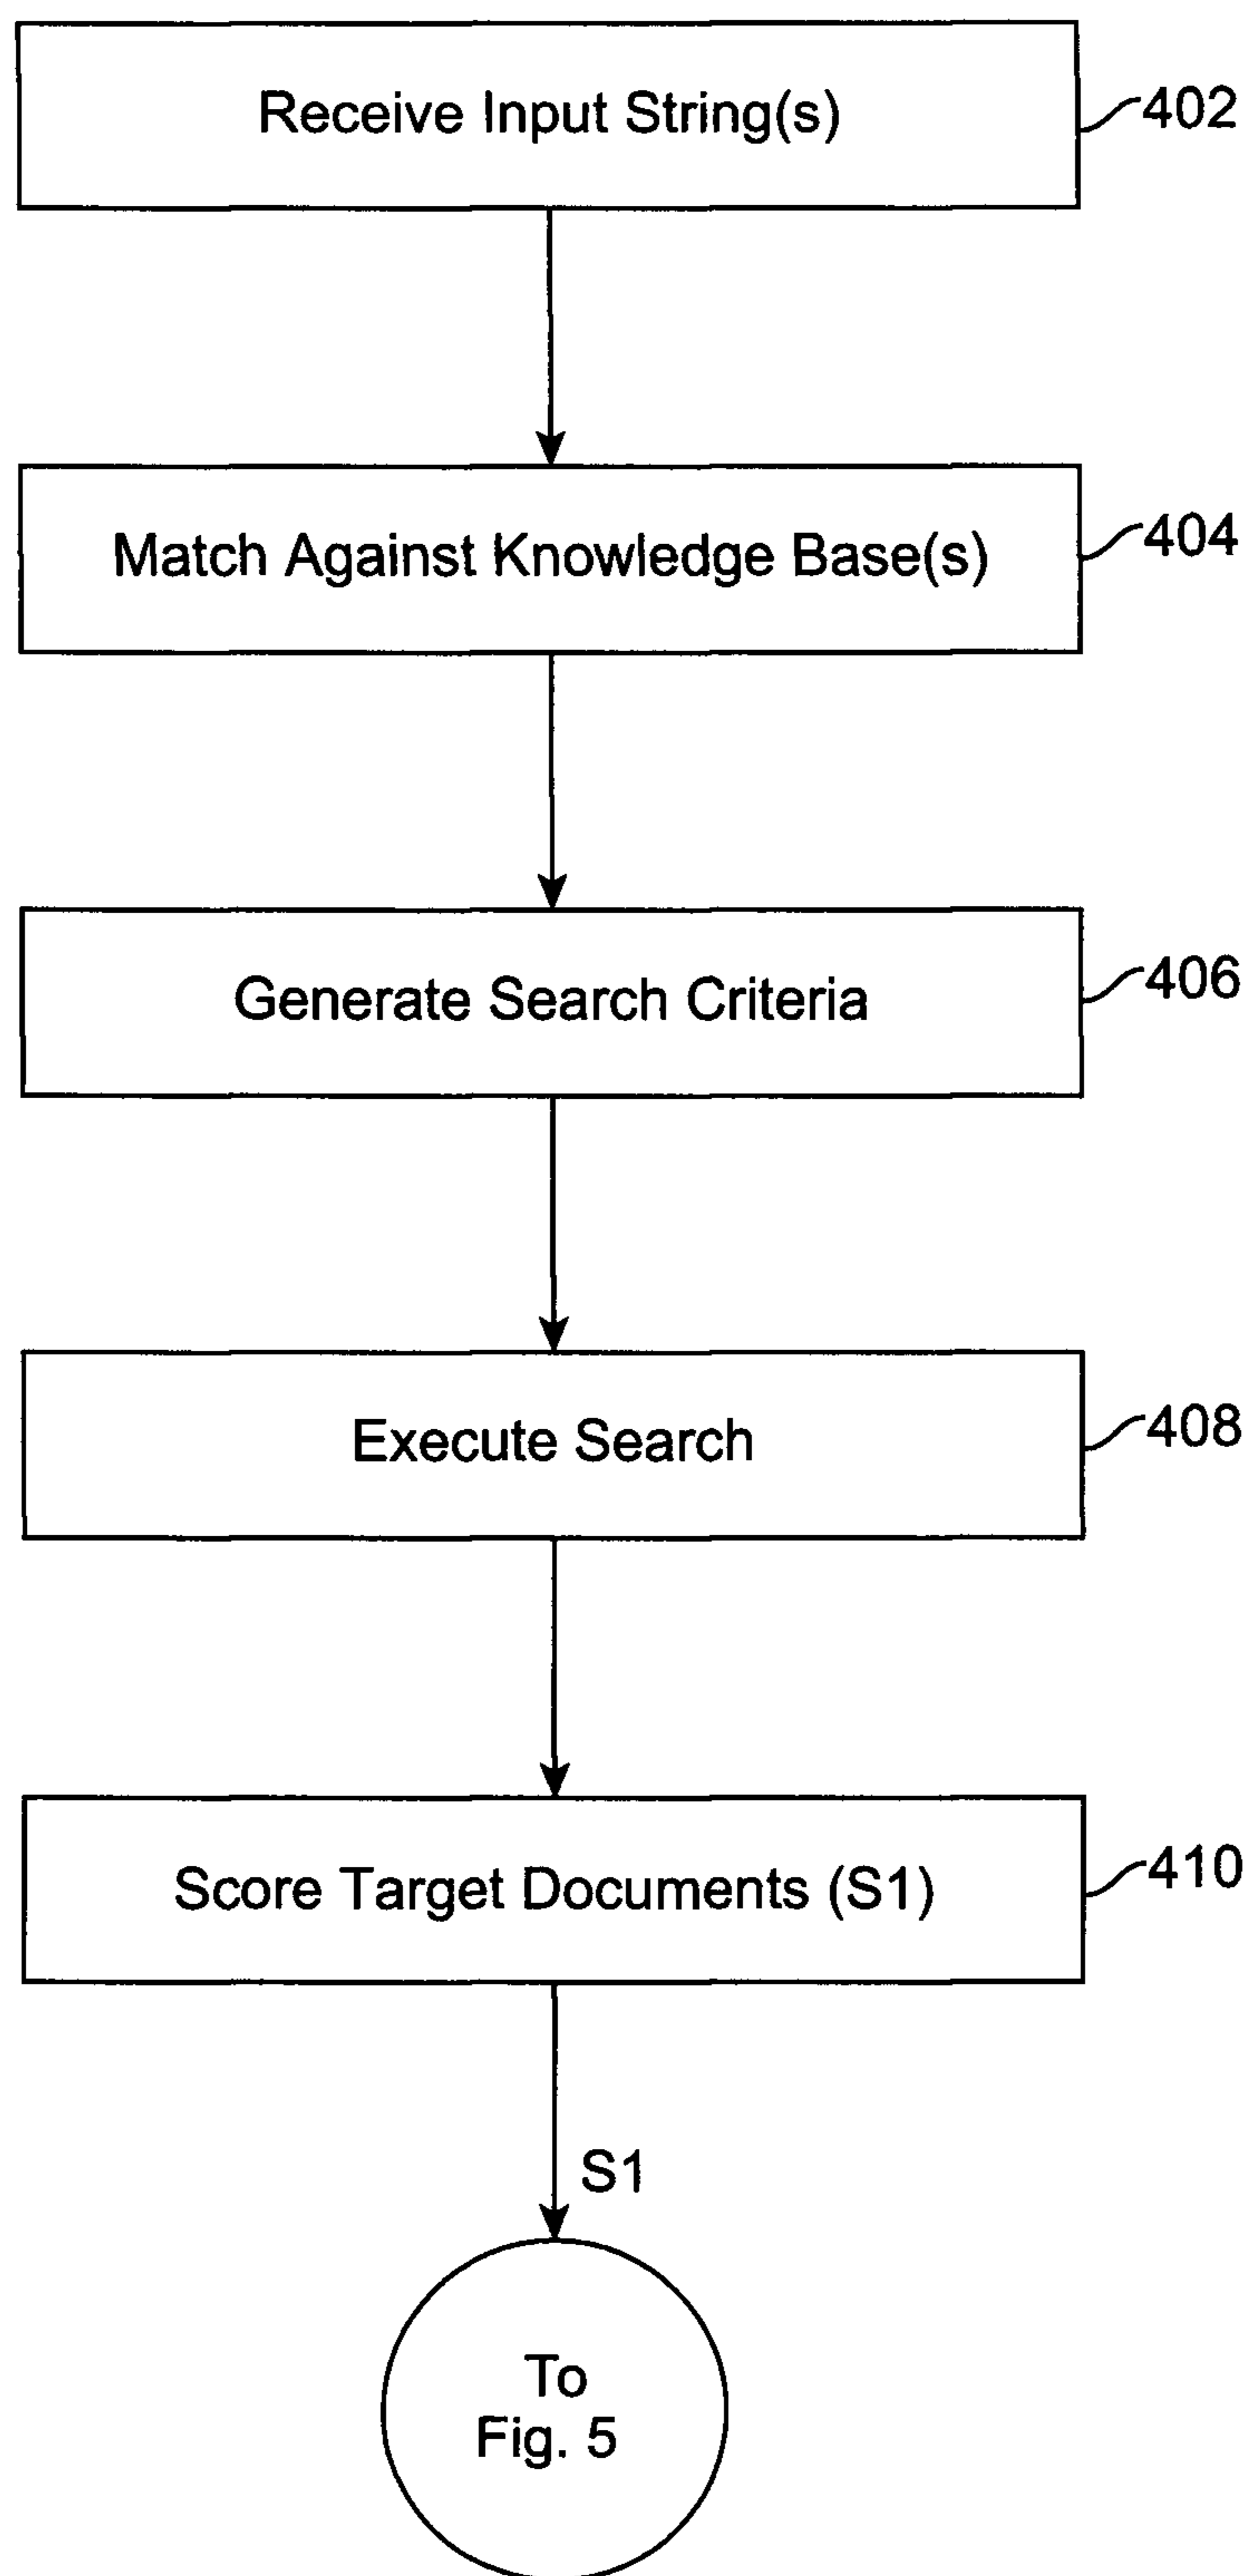 Receive Input String(s)
402
Match Against Knowledge Base(s)
404
Generate Search Criteria
406
Execute Search
408
Score Target Documents (S1)
410
S1
To
Fig. 5